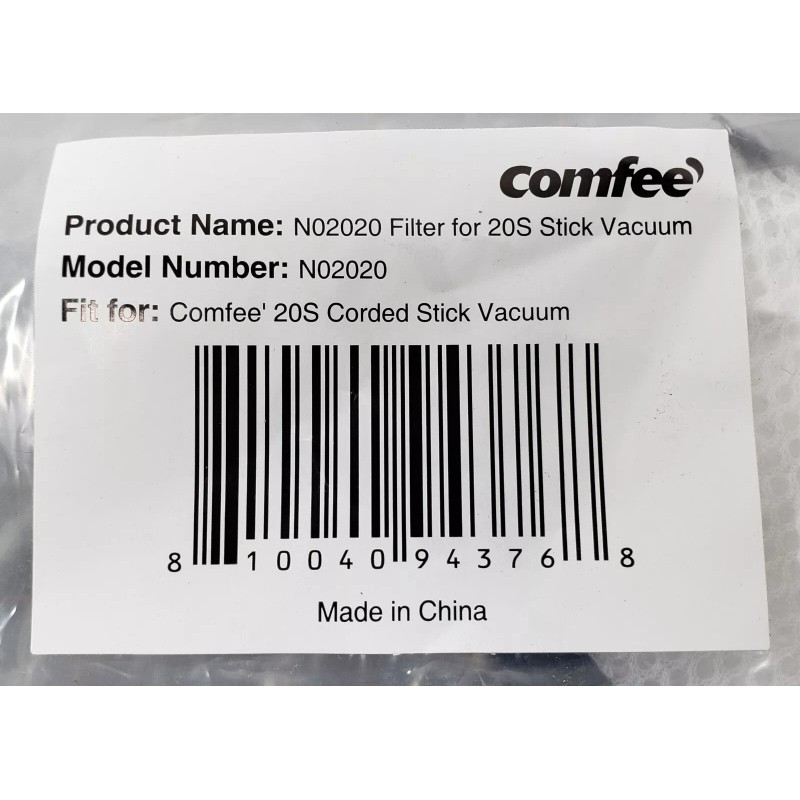 comfee'
Product Name: N02020 Filter for 20S Stick Vacuum
Model Number: N02020
Fit for: Comfee' 20S Corded Stick Vacuum
8 10040 94376 8
Made in China